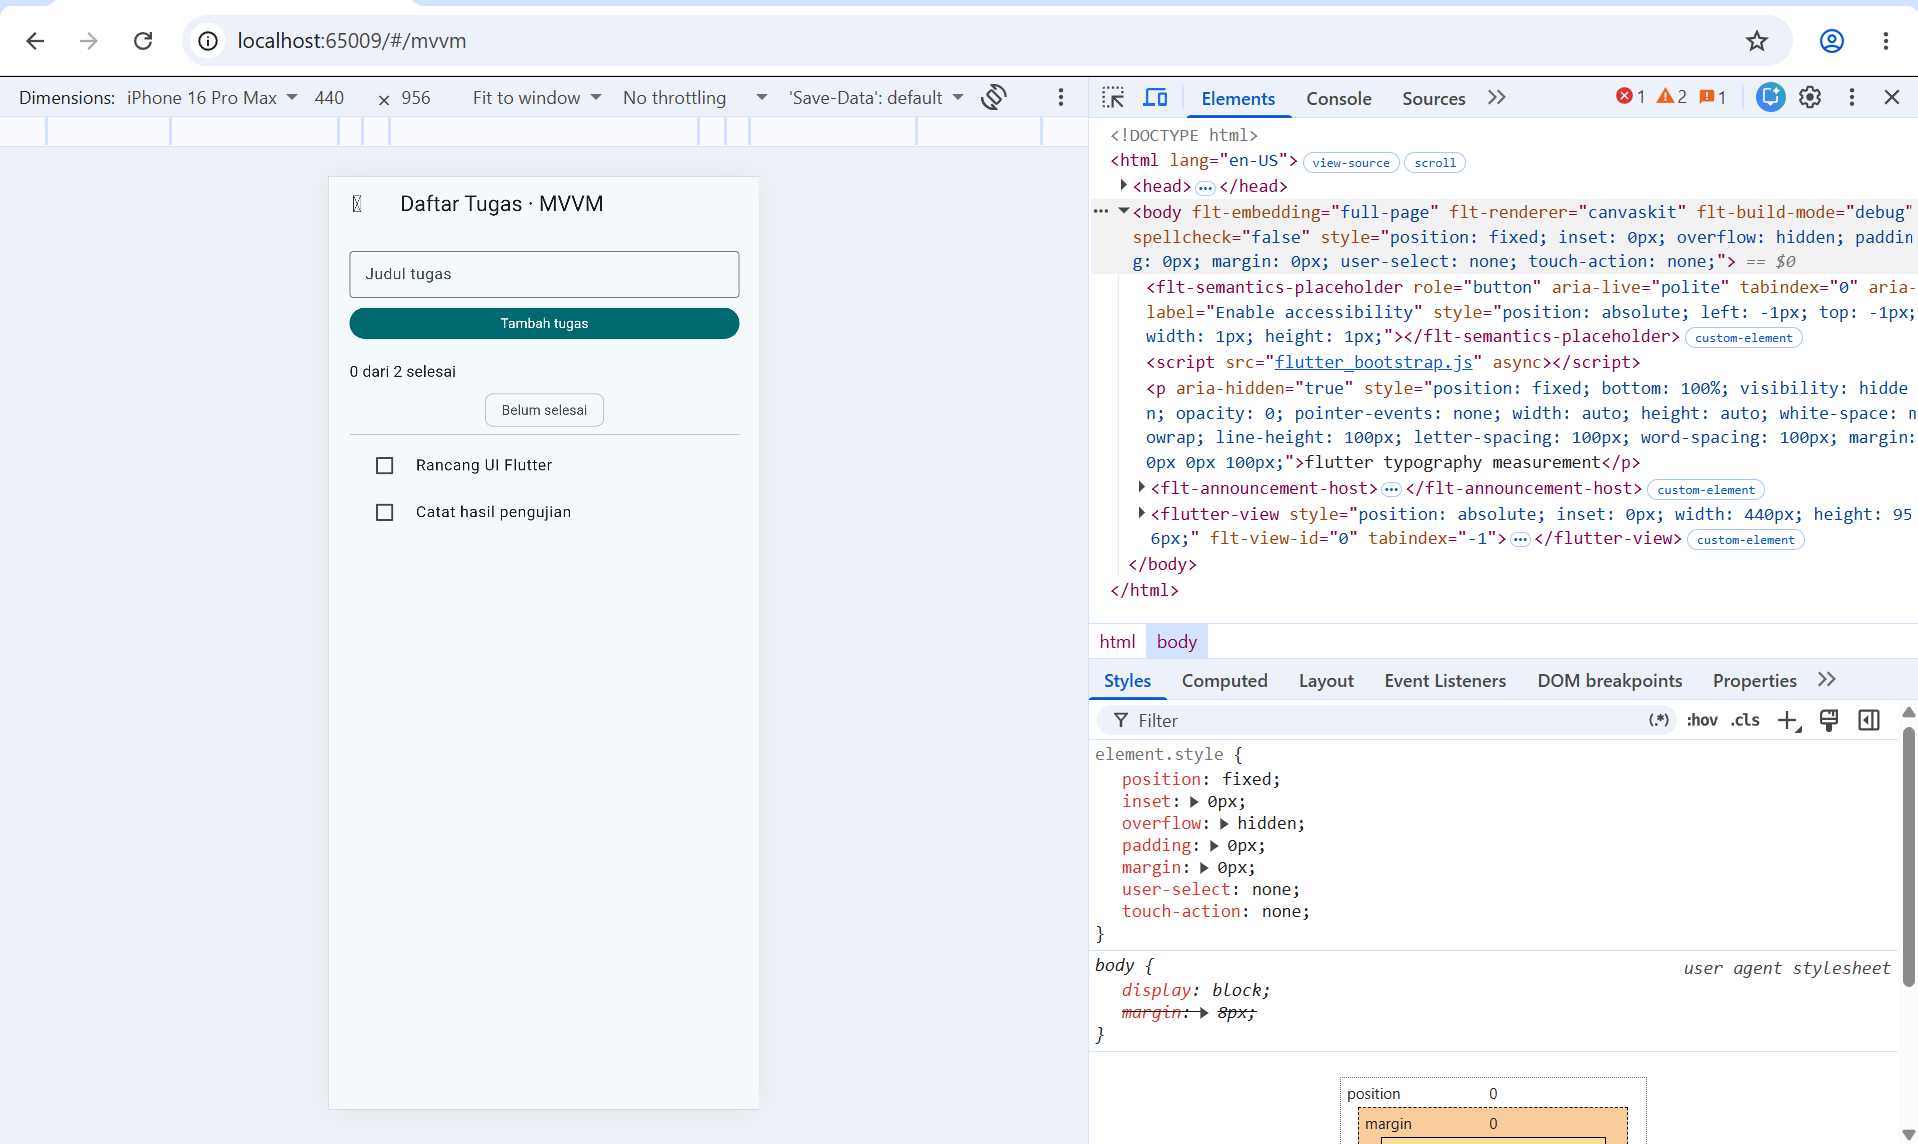 localhost:65009/#/mvvm
Dimensions: iPhone 16 Pro Max 440 × 956 Fit to window No throttling 'Save-Data': default
Elements Console Sources 1 2 1
Daftar Tugas · MVVM
Judul tugas
Tambah tugas
0 dari 2 selesai
Belum selesai
Rancang UI Flutter
Catat hasil pengujian
<!DOCTYPE html>
<html lang="en-US"> view-source scroll
<head> ••• </head>
••• <body flt-embedding="full-page" flt-renderer="canvaskit" flt-build-mode="debug"
spellcheck="false" style="position: fixed; inset: 0px; overflow: hidden; paddin
g: 0px; margin: 0px; user-select: none; touch-action: none;"> == $0
<flt-semantics-placeholder role="button" aria-live="polite" tabindex="0" aria-
label="Enable accessibility" style="position: absolute; left: -1px; top: -1px;
width: 1px; height: 1px;"></flt-semantics-placeholder> custom-element
<script src="flutter_bootstrap.js" async></script>
<p aria-hidden="true" style="position: fixed; bottom: 100%; visibility: hidde
n; opacity: 0; pointer-events: none; width: auto; height: auto; white-space: n
owrap; line-height: 100px; letter-spacing: 100px; word-spacing: 100px; margin:
0px 0px 100px;">flutter typography measurement</p>
<flt-announcement-host> ••• </flt-announcement-host> custom-element
<flutter-view style="position: absolute; inset: 0px; width: 440px; height: 95
6px;" flt-view-id="0" tabindex="-1"> ••• </flutter-view> custom-element
</body>
</html>
html body
Styles Computed Layout Event Listeners DOM breakpoints Properties
Filter (.*) :hov .cls
element.style {
position: fixed;
inset: 0px;
overflow: hidden;
padding: 0px;
margin: 0px;
user-select: none;
touch-action: none;
}
body { user agent stylesheet
display: block;
margin: 8px;
}
position 0
margin 0